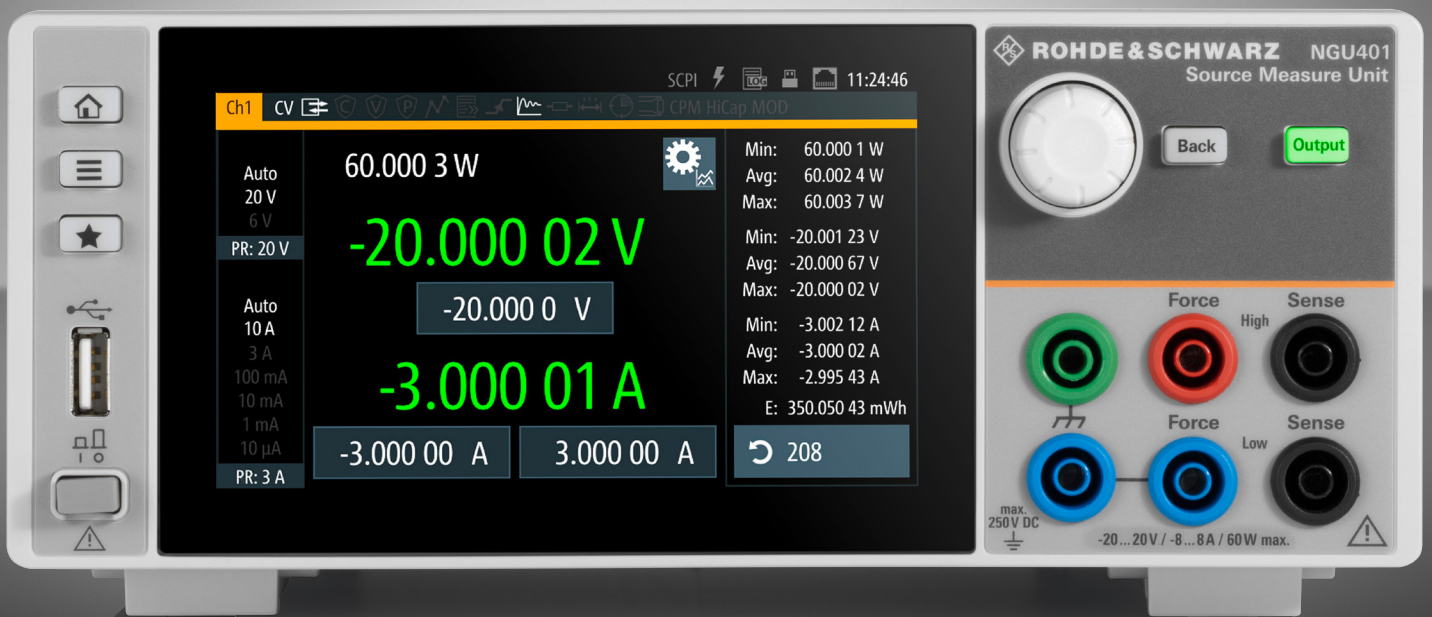 ROHDE&SCHWARZ NGU401
Source Measure Unit
SCPI LOG 11:24:46
Ch1 CV C V P CPM HiCap MOD
Auto
20 V
6 V
PR: 20 V
Auto
10 A
3 A
100 mA
10 mA
1 mA
10 µA
PR: 3 A
60.000 3 W
-20.000 02 V
-20.000 0 V
-3.000 01 A
-3.000 00 A 3.000 00 A
Min: 60.000 1 W
Avg: 60.002 4 W
Max: 60.003 7 W
Min: -20.001 23 V
Avg: -20.000 67 V
Max: -20.000 02 V
Min: -3.002 12 A
Avg: -3.000 02 A
Max: -2.995 43 A
E: 350.050 43 mWh
208
Back
Output
Force Sense
High
Force Sense
Low
max.
250 V DC
-20...20 V / -8...8 A / 60 W max.